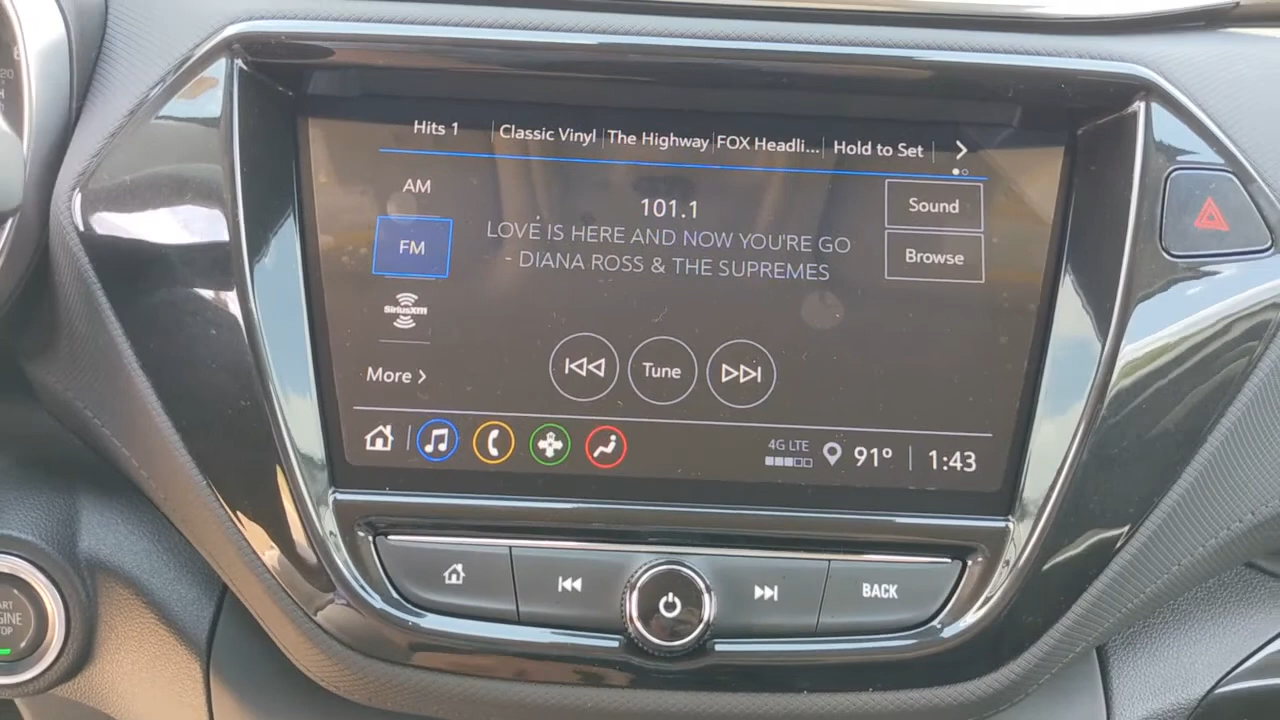 Hits 1
Classic Vinyl
The Highway
FOX Headli...
Hold to Set
AM
101.1
Sound
FM
LOVE IS HERE AND NOW YOU'RE GO
- DIANA ROSS & THE SUPREMES
Browse
SiriusXM
More
Tune
4G LTE
91°
1:43
BACK